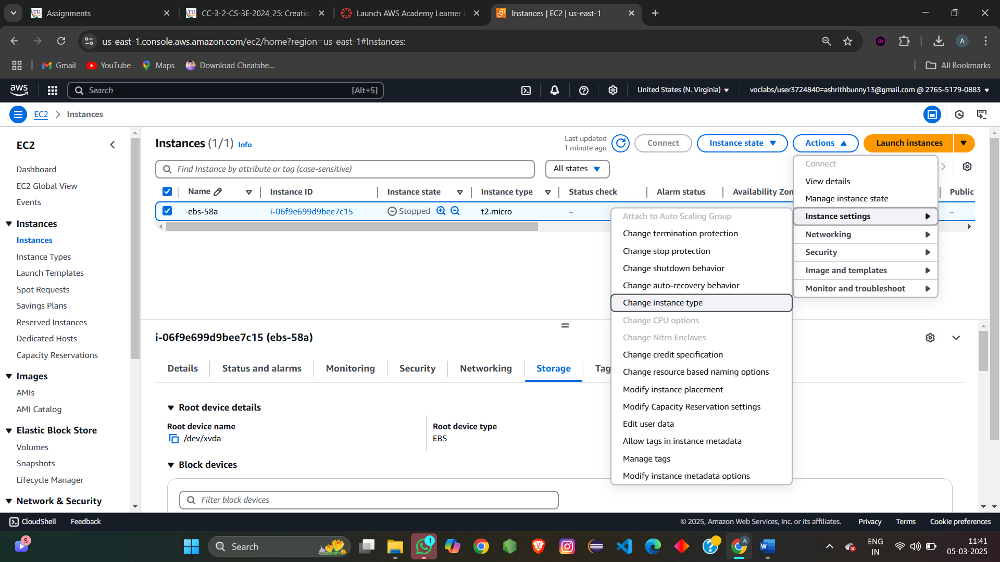 Assignments
CC-3-2-CS-3E-2024_25: Creatio
Launch AWS Academy Learner L
Instances | EC2 | us-east-1
us-east-1.console.aws.amazon.com/ec2/home?region=us-east-1#Instances:
BR
A
Gmail
YouTube
Maps
Download Cheatshe...
All Bookmarks
aws
Search
[Alt+S]
United States (N. Virginia)
voclabs/user3724840=ashrithbunny13@gmail.com @ 2765-5179-0883
EC2
Instances
EC2
Dashboard
EC2 Global View
Events
Instances
Instances
Instance Types
Launch Templates
Spot Requests
Savings Plans
Reserved Instances
Dedicated Hosts
Capacity Reservations
Images
AMIs
AMI Catalog
Elastic Block Store
Volumes
Snapshots
Lifecycle Manager
Network & Security
Instances (1/1) Info
Last updated
1 minute ago
Connect
Instance state
Actions
Launch instances
Find Instance by attribute or tag (case-sensitive)
All states
Name
Instance ID
Instance state
Instance type
Status check
Alarm status
Availability Zon
Public
ebs-58a
i-06f9e699d9bee7c15
Stopped
t2.micro
–
–
Connect
View details
Manage instance state
Instance settings
Networking
Security
Image and templates
Monitor and troubleshoot
Attach to Auto Scaling Group
Change termination protection
Change stop protection
Change shutdown behavior
Change auto-recovery behavior
Change instance type
Change CPU options
Change Nitro Enclaves
Change credit specification
Change resource based naming options
Modify instance placement
Modify Capacity Reservation settings
Edit user data
Allow tags in instance metadata
Manage tags
Modify instance metadata options
i-06f9e699d9bee7c15 (ebs-58a)
Details
Status and alarms
Monitoring
Security
Networking
Storage
Tag
Root device details
Root device name
/dev/xvda
Root device type
EBS
Block devices
Filter block devices
CloudShell
Feedback
© 2025, Amazon Web Services, Inc. or its affiliates.
Privacy
Terms
Cookie preferences
5
Search
1
A
ENG
IN
11:41
05-03-2025